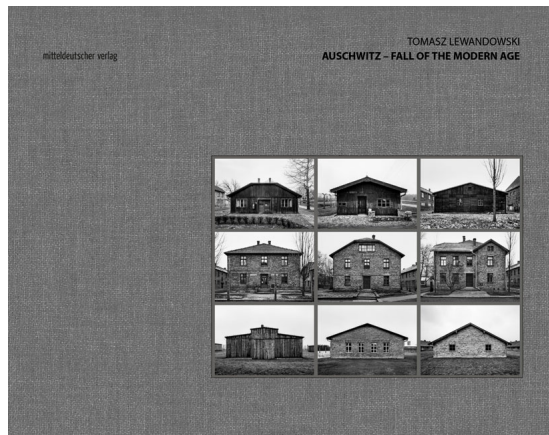 TOMASZ LEWANDOWSKI
mitteldeutscher verlag
AUSCHWITZ – FALL OF THE MODERN AGE